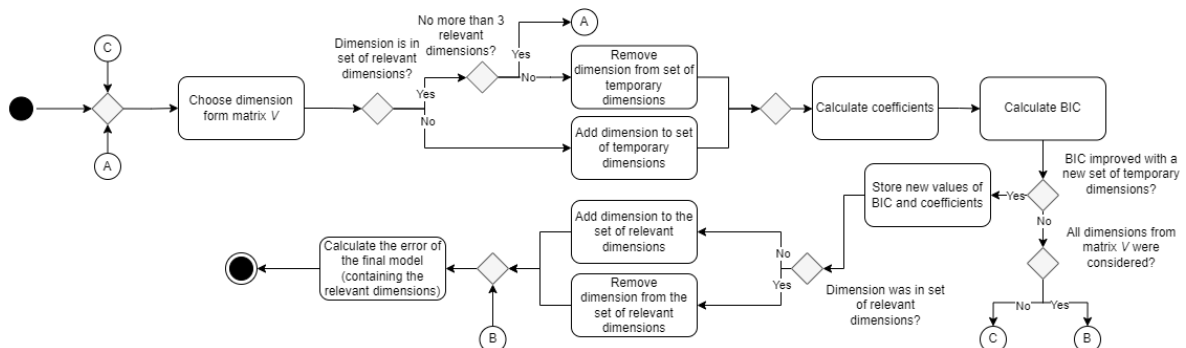 No more than 3
relevant
dimensions?
A
Yes
No
C
Dimension is in
set of relevant
dimensions?
Yes
No
Choose dimension
form matrix V
A
Remove
dimension from set of
temporary
dimensions
Add dimension to set
of temporary
dimensions
Calculate coefficients
Calculate BIC
BIC improved with a
new set of temporary
dimensions?
Yes
No
Store new values of
BIC and coefficients
All dimensions from
matrix V were
considered?
No
Yes
C
B
Dimension was in set
of relevant
dimensions?
No
Yes
Add dimension to the
set of relevant
dimensions
Remove
dimension from the
set of relevant
dimensions
B
Calculate the error of
the final model
(containing the
relevant dimensions)